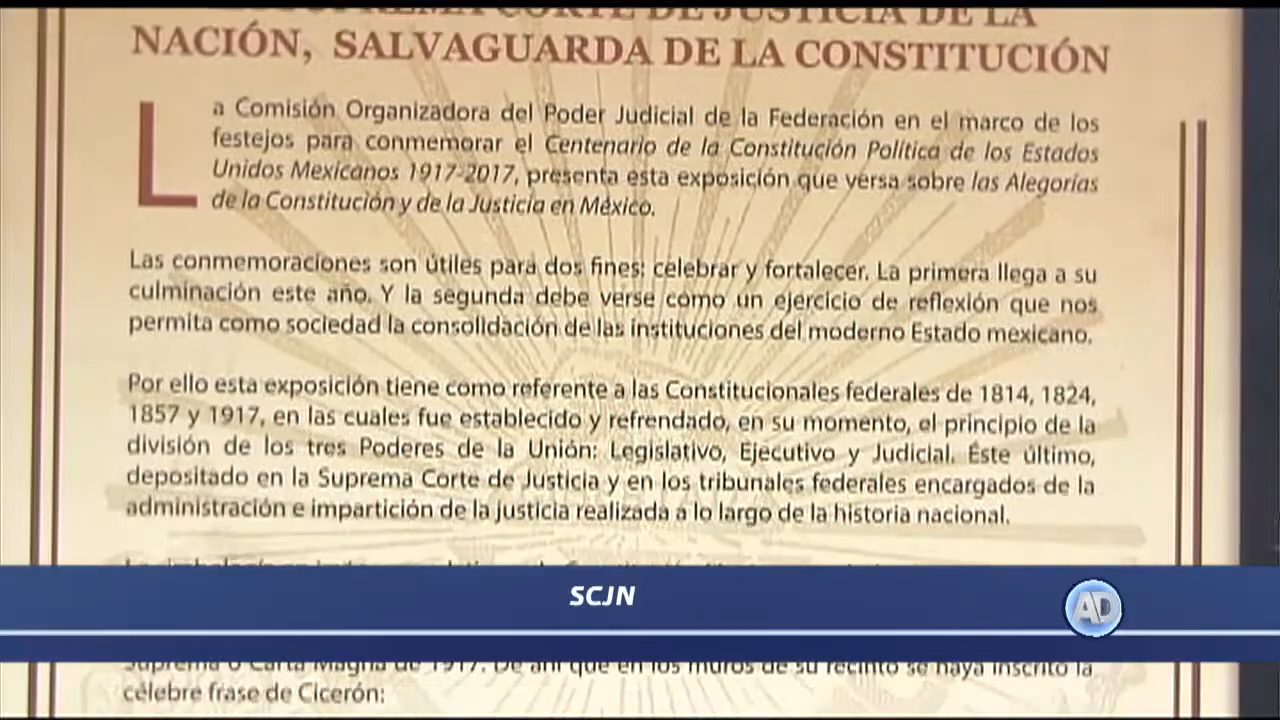 SUPREMA CORTE DE JUSTICIA DE LA
NACIÓN, SALVAGUARDA DE LA CONSTITUCIÓN
La Comisión Organizadora del Poder Judicial de la Federación en el marco de los
festejos para conmemorar el Centenario de la Constitución Política de los Estados
Unidos Mexicanos 1917-2017, presenta esta exposición que versa sobre las Alegorías
de la Constitución y de la Justicia en México.
Las conmemoraciones son útiles para dos fines: celebrar y fortalecer. La primera llega a su
culminación este año. Y la segunda debe verse como un ejercicio de reflexión que nos
permita como sociedad la consolidación de las instituciones del moderno Estado mexicano.
Por ello esta exposición tiene como referente a las Constitucionales federales de 1814, 1824,
1857 y 1917, en las cuales fue establecido y refrendado, en su momento, el principio de la
división de los tres Poderes de la Unión: Legislativo, Ejecutivo y Judicial. Éste último,
depositado en la Suprema Corte de Justicia y en los tribunales federales encargados de la
administración e impartición de la justicia realizada a lo largo de la historia nacional.
SCJN
AD
Suprema o Carta Magna de 1917. De ahí que en los muros de su recinto se haya inscrito la
célebre frase de Cicerón: